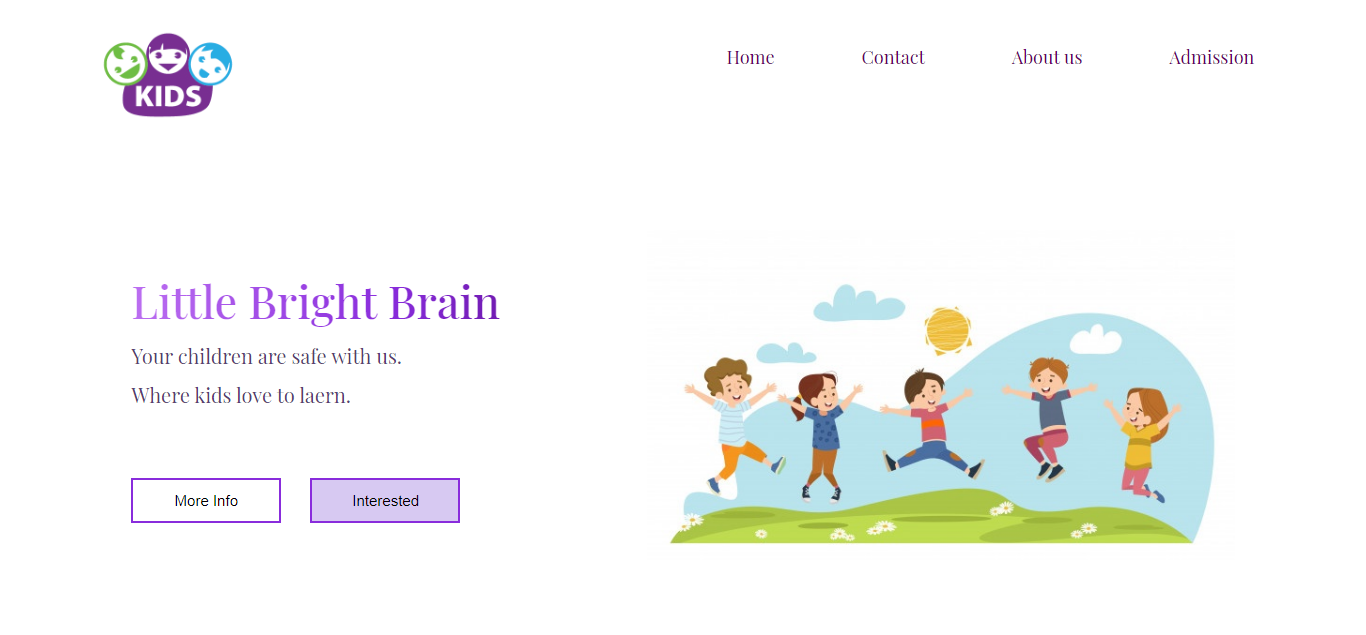 KIDS
Home Contact About us Admission
Little Bright Brain
Your children are safe with us.
Where kids love to laern.
More Info Interested